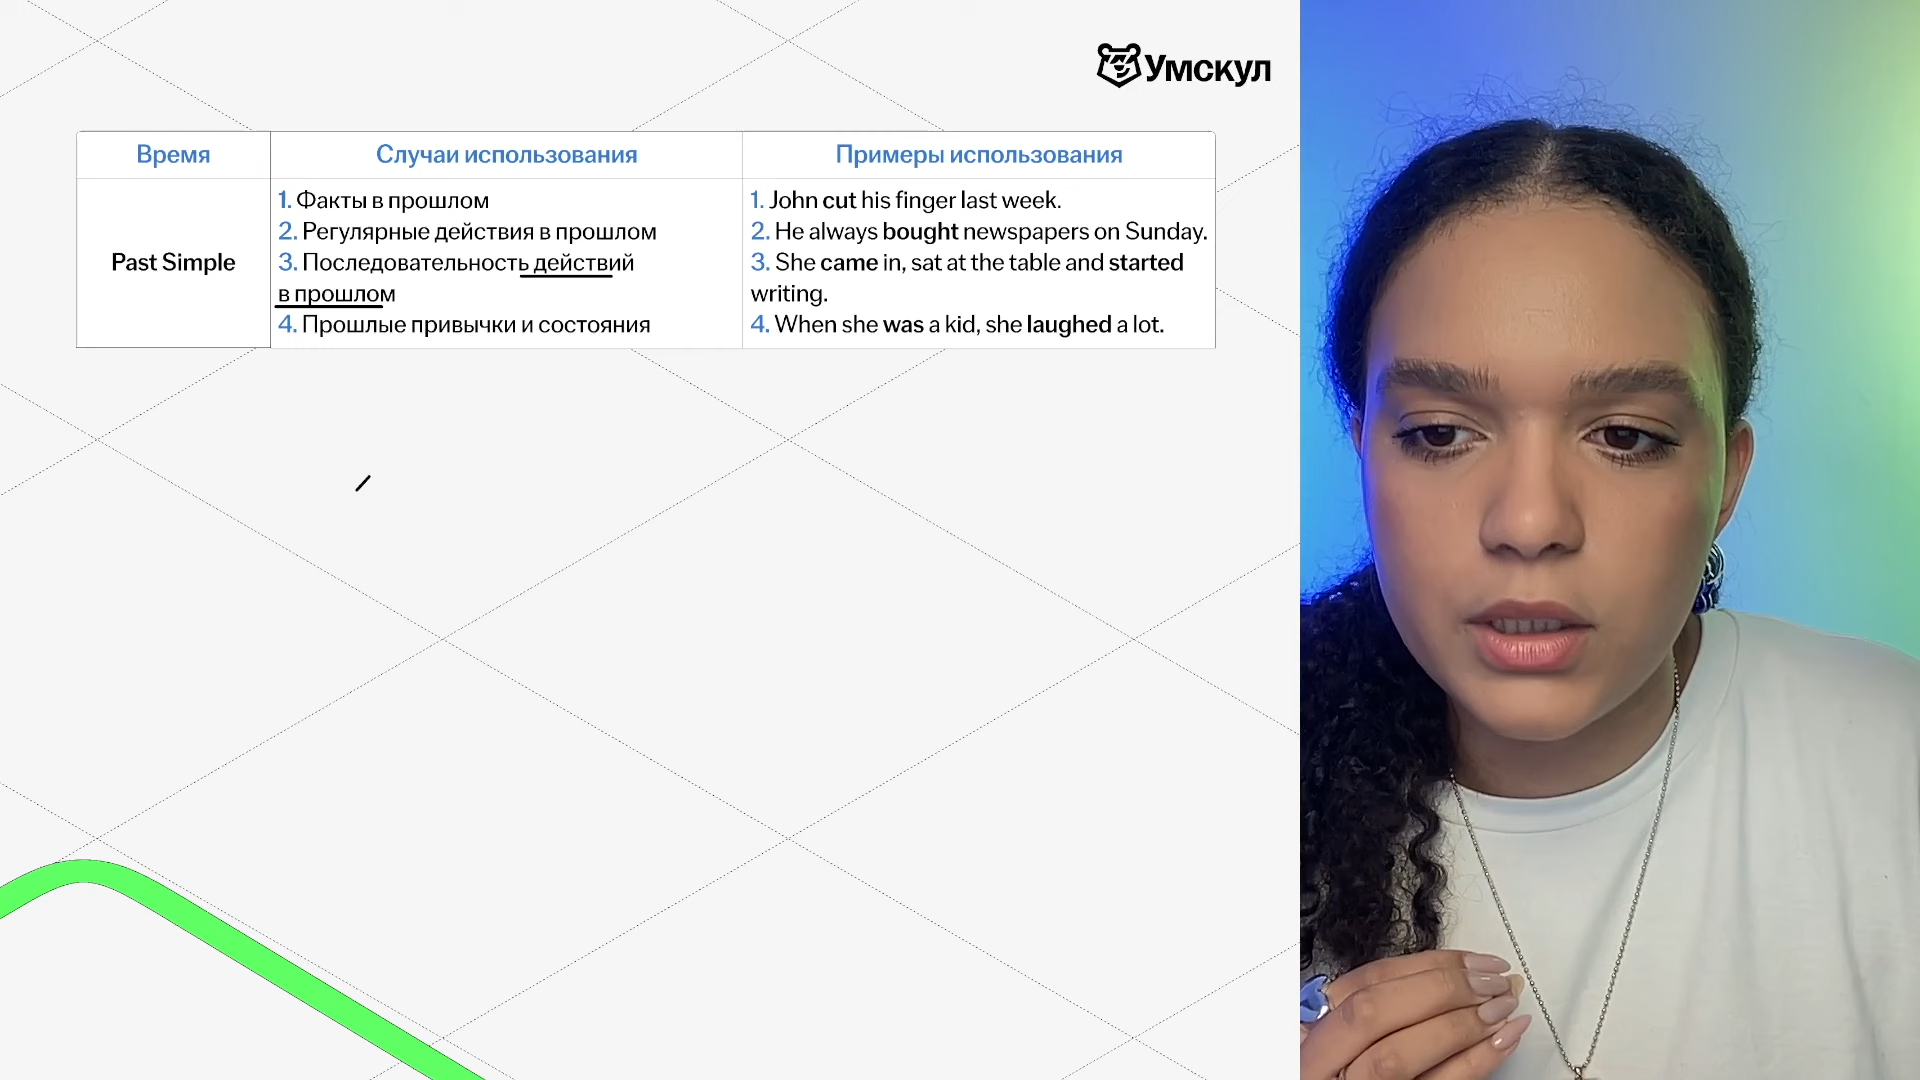 Умскул
Время
Случаи использования
Примеры использования
Past Simple
1. Факты в прошлом
2. Регулярные действия в прошлом
3. Последовательность действий
в прошлом
4. Прошлые привычки и состояния
1. John cut his finger last week.
2. He always bought newspapers on Sunday.
3. She came in, sat at the table and started
writing.
4. When she was a kid, she laughed a lot.